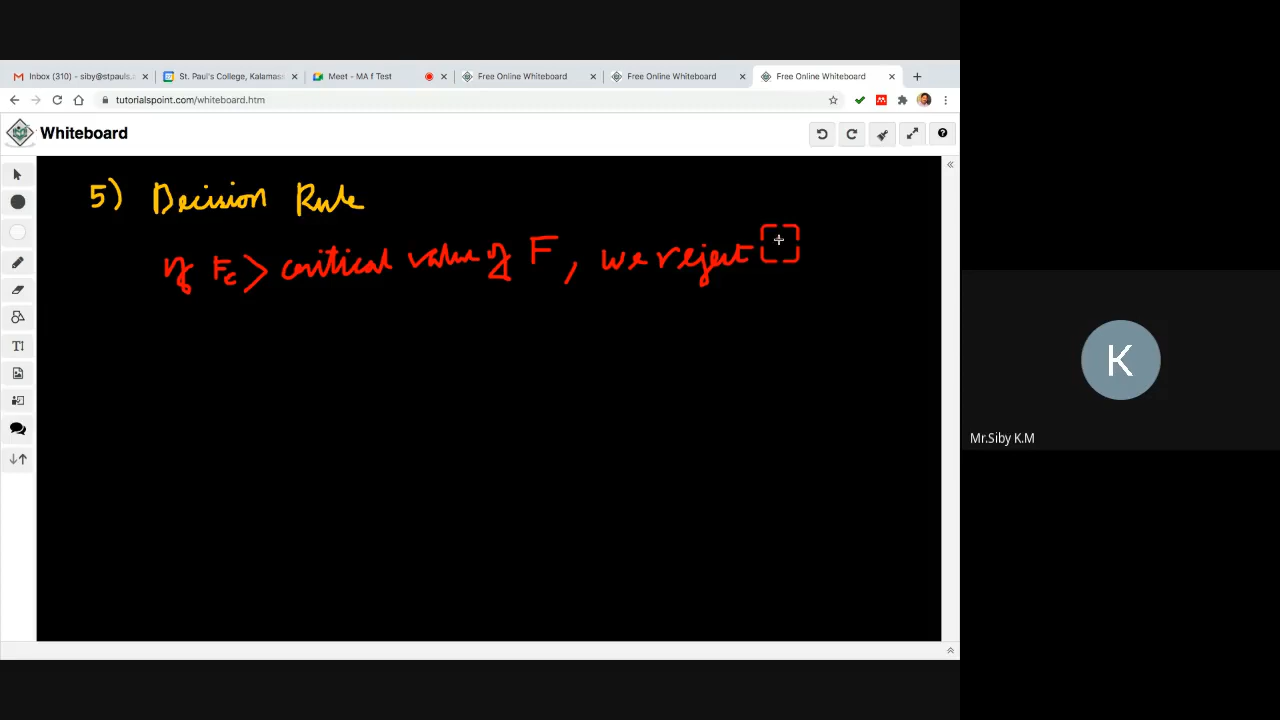 Inbox (310) - siby@stpauls.
St. Paul's College, Kalamass
Meet - MA f Test
Free Online Whiteboard
Free Online Whiteboard
Free Online Whiteboard
tutorialspoint.com/whiteboard.htm
Whiteboard
5) Decision Rule
if Fc > critical value of F, we reject
K
Mr.Siby K.M